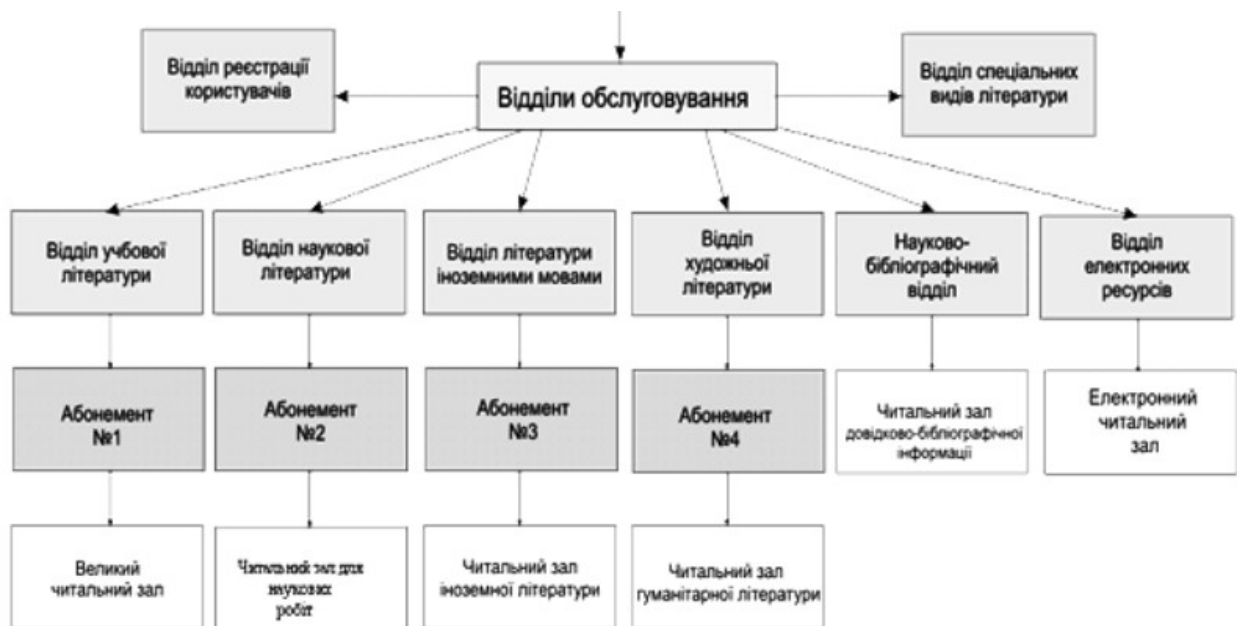 Відділ реєстрації
користувачів
Відділи обслуговування
Відділ спеціальних
видів літератури
Відділ учбової
літератури
Відділ наукової
літератури
Відділ літератури
іноземними мовами
Відділ
художньої
літератури
Науково-
бібліографічний
відділ
Відділ
електронних
ресурсів
Абонемент
№1
Абонемент
№2
Абонемент
№3
Абонемент
№4
Читальний зал
довідково-бібліографічної
інформації
Електронний
читальний
зал
Великий
читальний зал
Читальний зал для
наукових
робіт
Читальний зал
іноземної літератури
Читальний зал
гуманітарної літератури